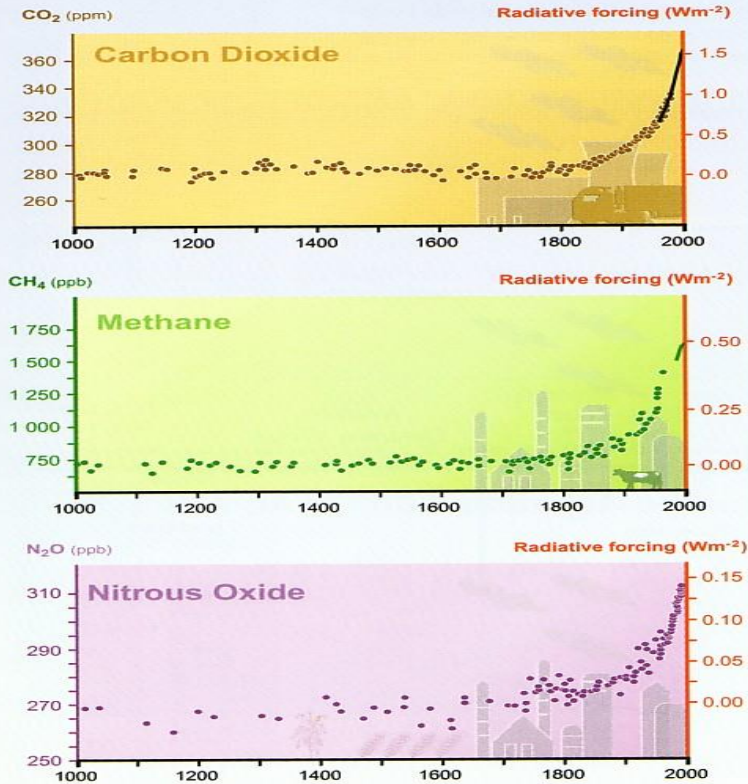 CO₂ (ppm) Radiative forcing (Wm⁻²)
Carbon Dioxide
360
340
320
300
280
260
1.5
1.0
0.5
0.0
1000 1200 1400 1600 1800 2000
CH₄ (ppb) Radiative forcing (Wm⁻²)
Methane
1 750
1 500
1 250
1 000
750
0.50
0.25
0.00
1000 1200 1400 1600 1800 2000
N₂O (ppb) Radiative forcing (Wm⁻²)
Nitrous Oxide
310
290
270
250
0.15
0.10
0.05
0.00
1000 1200 1400 1600 1800 2000